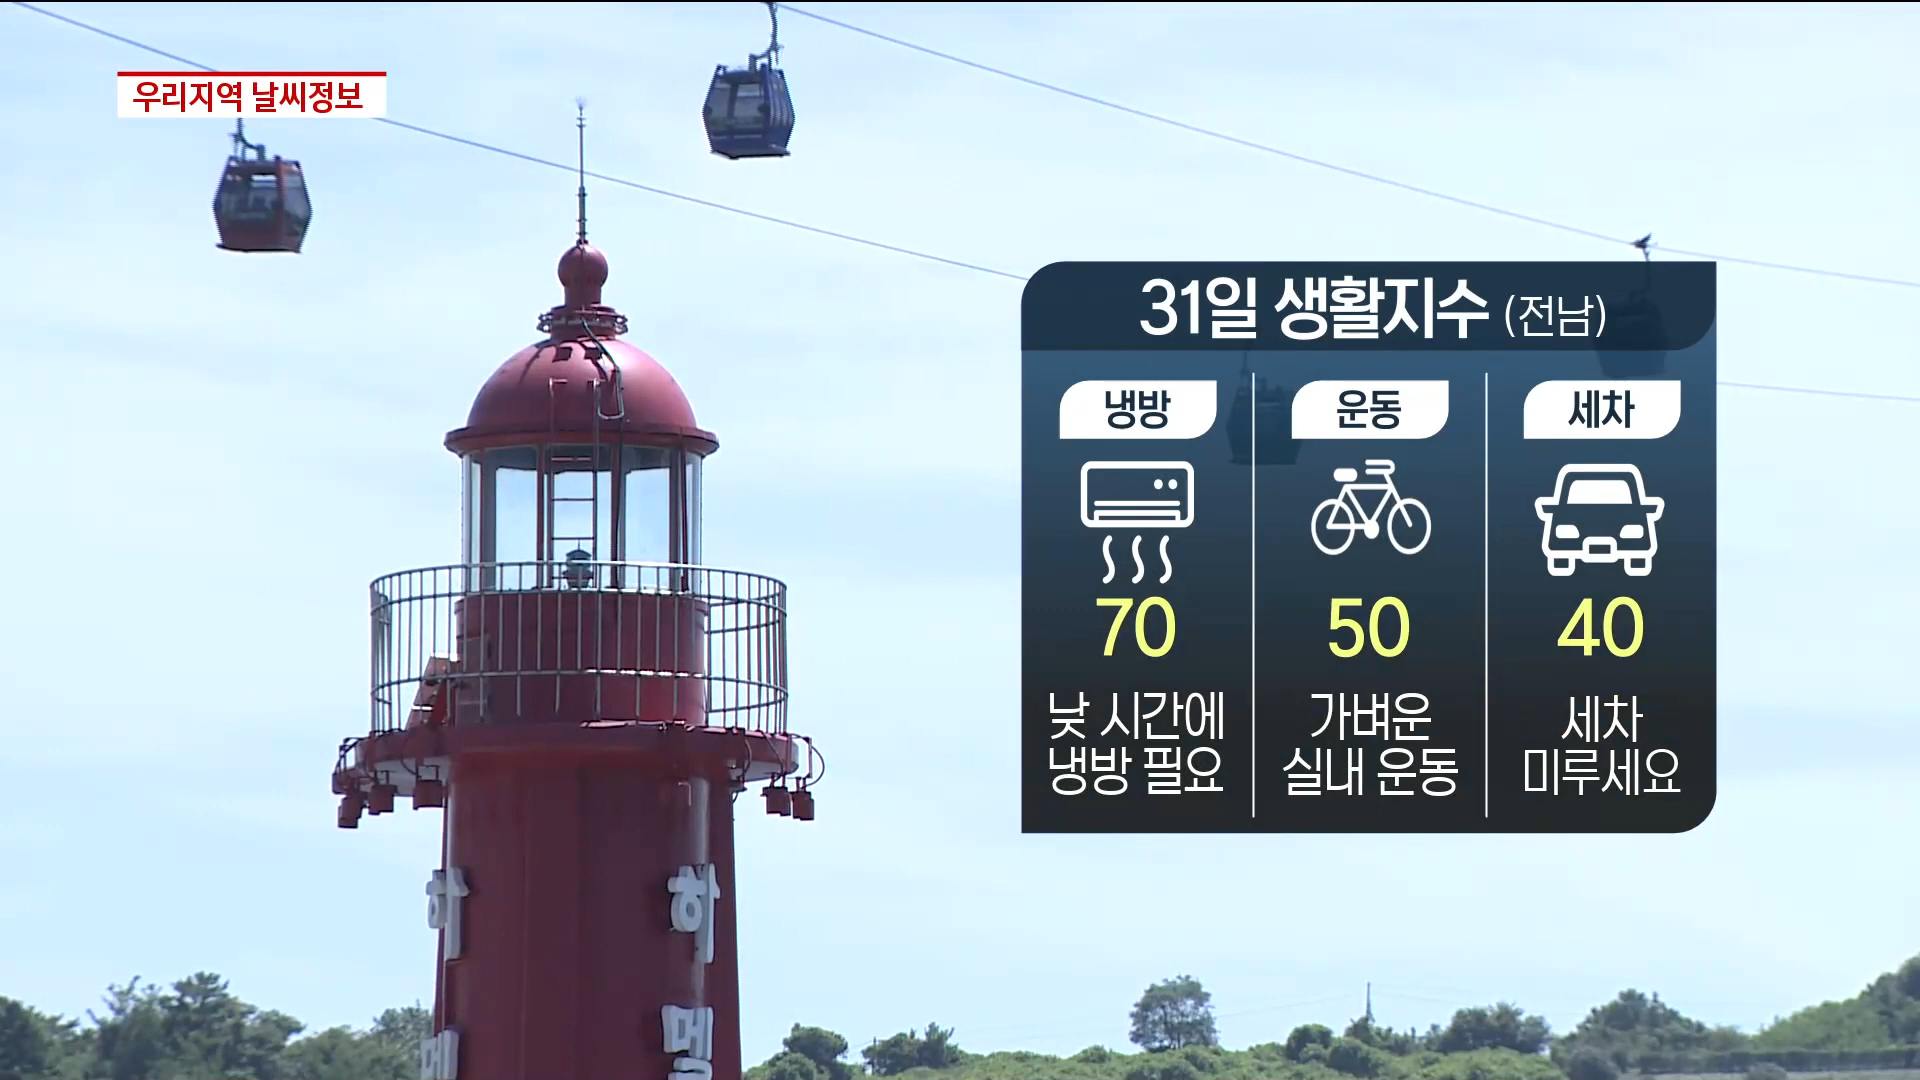 우리지역 날씨정보
31일 생활지수 (전남)
냉방
70
낮 시간에
냉방 필요
운동
50
가벼운
실내 운동
세차
40
세차
미루세요
하
멜
하
멜